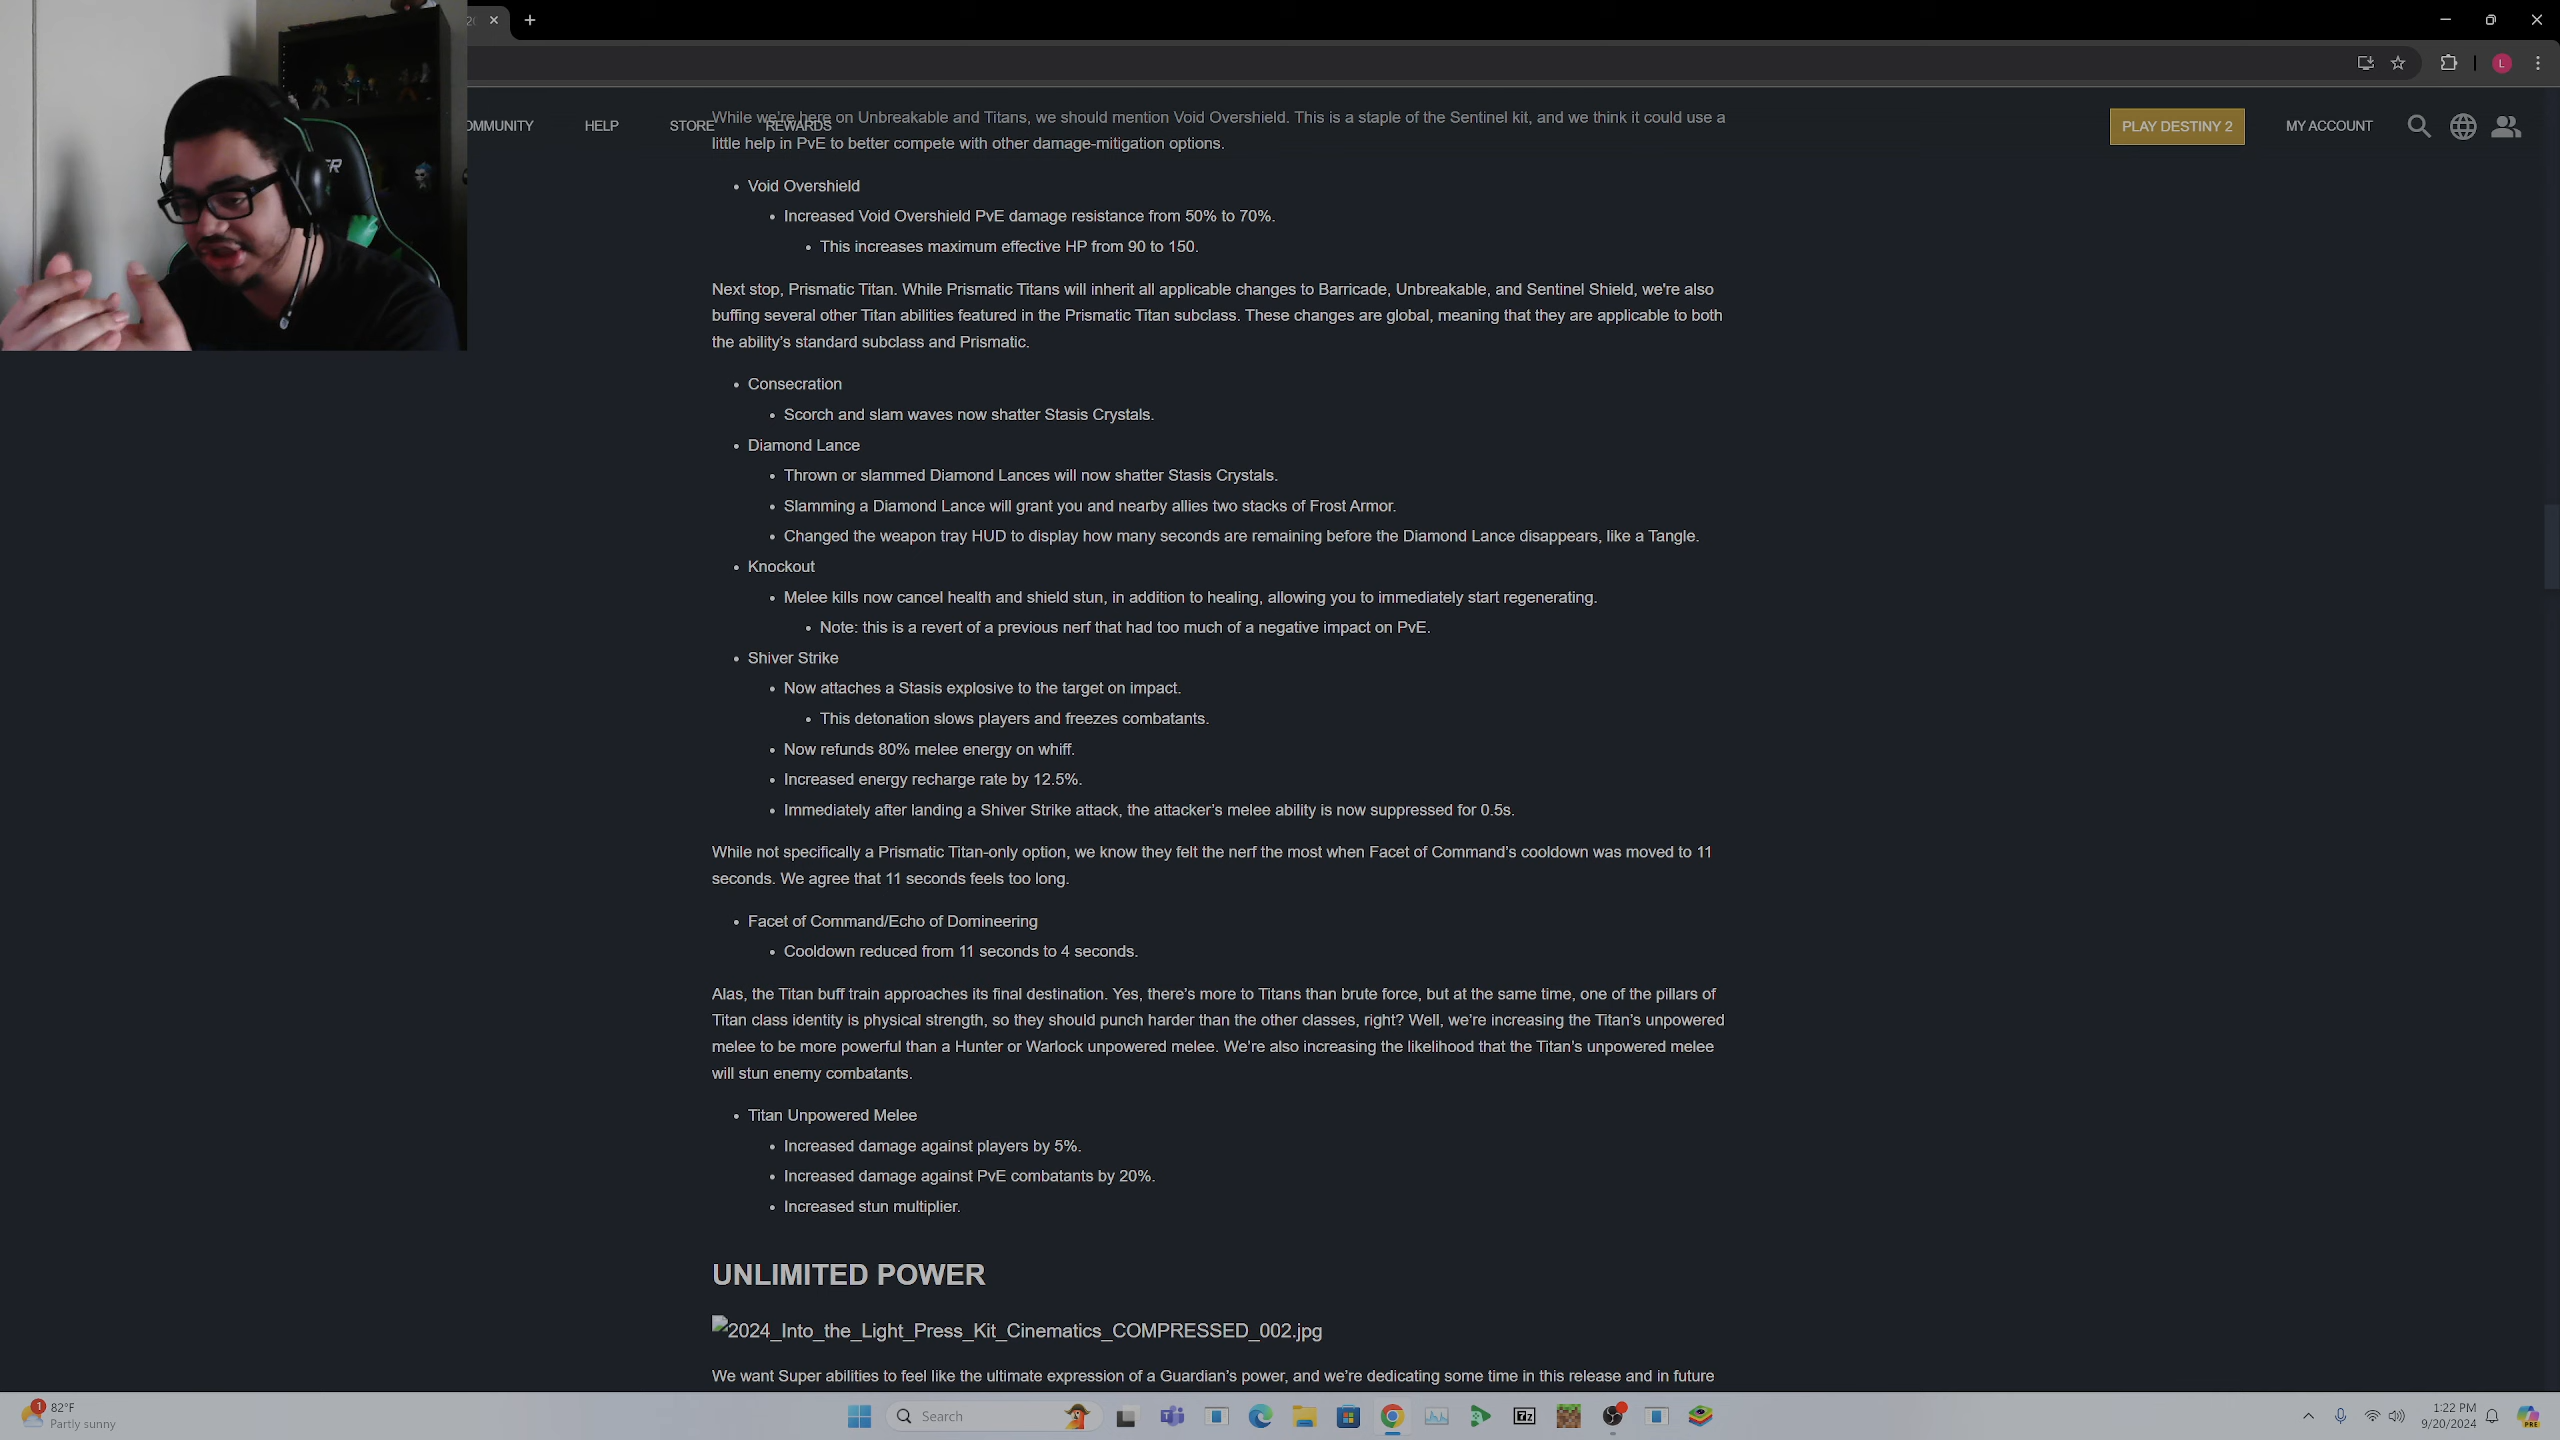 OMMUNITY
HELP
STORE
REWARDS
PLAY DESTINY 2
MY ACCOUNT
L
While we're here on Unbreakable and Titans, we should mention Void Overshield. This is a staple of the Sentinel kit, and we think it could use a
little help in PvE to better compete with other damage-mitigation options.
• Void Overshield
• Increased Void Overshield PvE damage resistance from 50% to 70%.
• This increases maximum effective HP from 90 to 150.
Next stop, Prismatic Titan. While Prismatic Titans will inherit all applicable changes to Barricade, Unbreakable, and Sentinel Shield, we're also
buffing several other Titan abilities featured in the Prismatic Titan subclass. These changes are global, meaning that they are applicable to both
the ability's standard subclass and Prismatic.
• Consecration
• Scorch and slam waves now shatter Stasis Crystals.
• Diamond Lance
• Thrown or slammed Diamond Lances will now shatter Stasis Crystals.
• Slamming a Diamond Lance will grant you and nearby allies two stacks of Frost Armor.
• Changed the weapon tray HUD to display how many seconds are remaining before the Diamond Lance disappears, like a Tangle.
• Knockout
• Melee kills now cancel health and shield stun, in addition to healing, allowing you to immediately start regenerating.
• Note: this is a revert of a previous nerf that had too much of a negative impact on PvE.
• Shiver Strike
• Now attaches a Stasis explosive to the target on impact.
• This detonation slows players and freezes combatants.
• Now refunds 80% melee energy on whiff.
• Increased energy recharge rate by 12.5%.
• Immediately after landing a Shiver Strike attack, the attacker's melee ability is now suppressed for 0.5s.
While not specifically a Prismatic Titan-only option, we know they felt the nerf the most when Facet of Command's cooldown was moved to 11
seconds. We agree that 11 seconds feels too long.
• Facet of Command/Echo of Domineering
• Cooldown reduced from 11 seconds to 4 seconds.
Alas, the Titan buff train approaches its final destination. Yes, there's more to Titans than brute force, but at the same time, one of the pillars of
Titan class identity is physical strength, so they should punch harder than the other classes, right? Well, we're increasing the Titan's unpowered
melee to be more powerful than a Hunter or Warlock unpowered melee. We're also increasing the likelihood that the Titan's unpowered melee
will stun enemy combatants.
• Titan Unpowered Melee
• Increased damage against players by 5%.
• Increased damage against PvE combatants by 20%.
• Increased stun multiplier.
UNLIMITED POWER
2024_Into_the_Light_Press_Kit_Cinematics_COMPRESSED_002.jpg
We want Super abilities to feel like the ultimate expression of a Guardian's power, and we're dedicating some time in this release and in future
1
82°F
Partly sunny
Search
7z
1:22 PM
9/20/2024
PRE